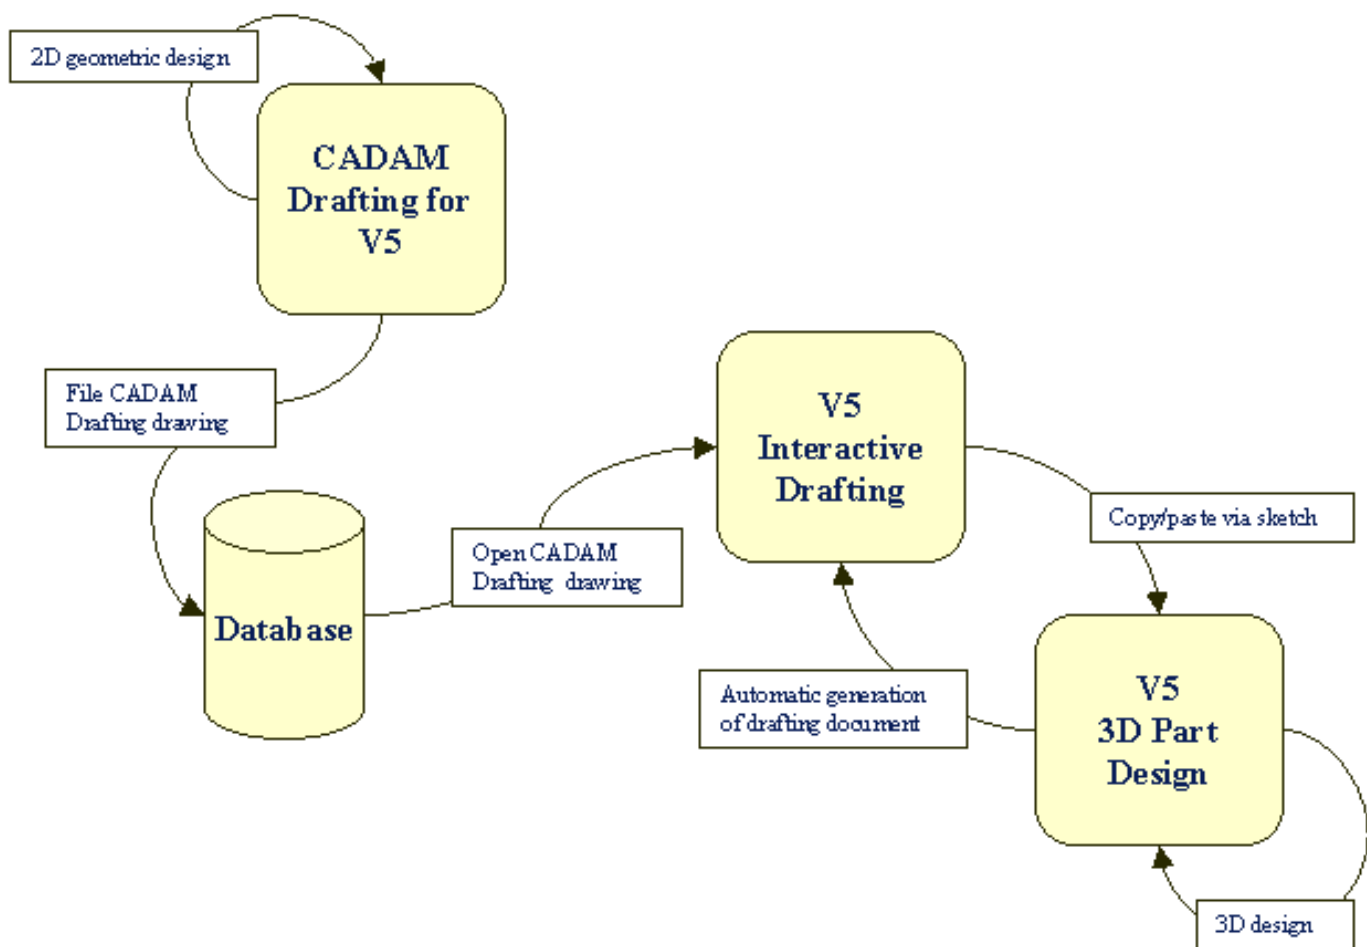 2D geometric design
CADAM
Drafting for
V5
File CADAM
Drafting drawing
Database
Open CADAM
Drafting drawing
V5
Interactive
Drafting
Copy/paste via sketch
Automatic generation
of drafting document
V5
3D Part
Design
3D design